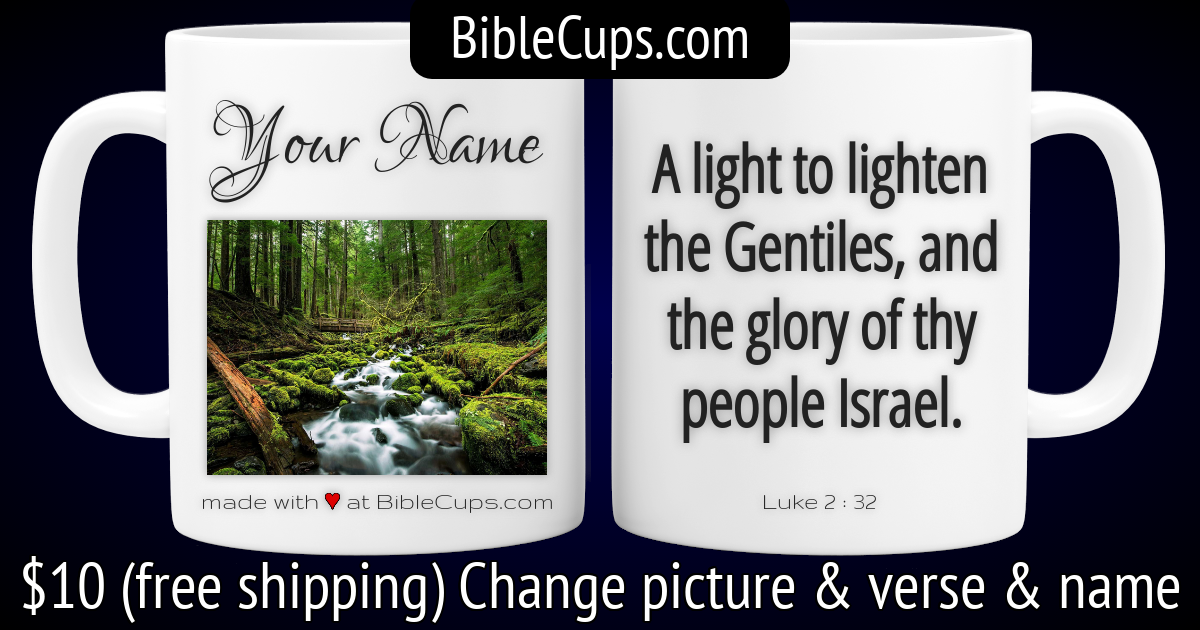 BibleCups.com
Your Name
made with ♥ at BibleCups.com
A light to lighten
the Gentiles, and
the glory of thy
people Israel.
Luke 2 : 32
$10 (free shipping) Change picture & verse & name